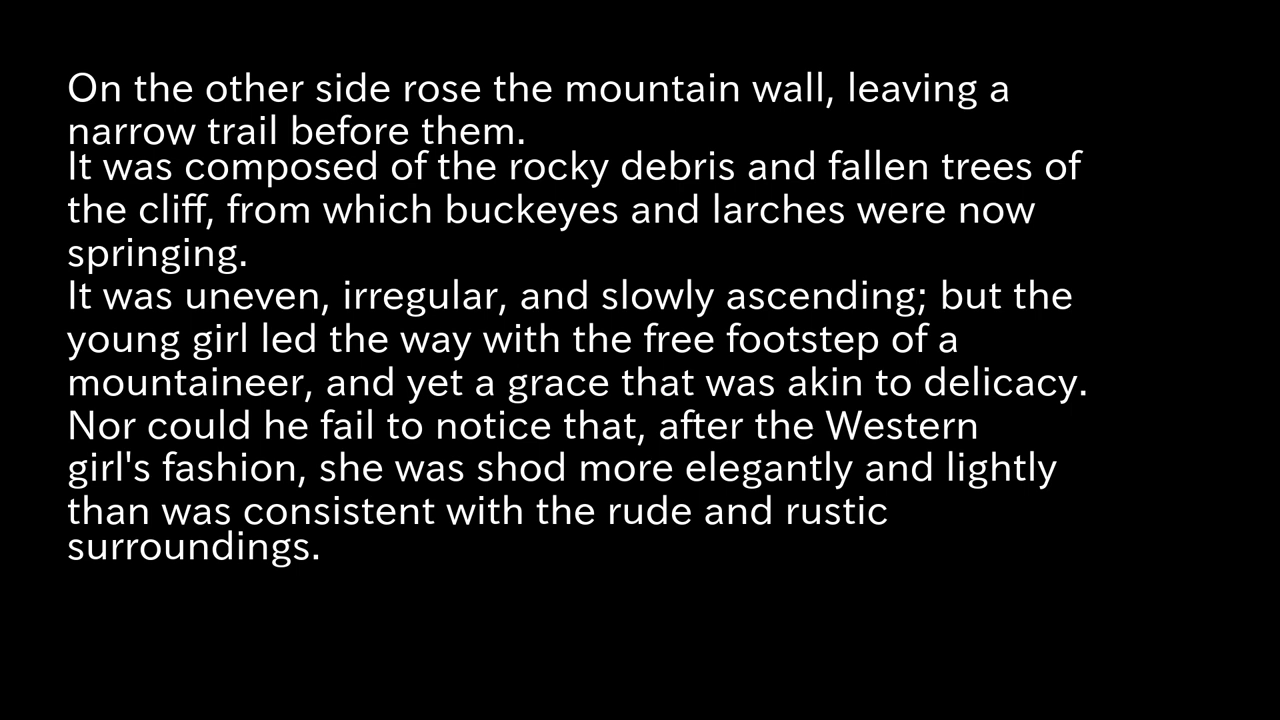 On the other side rose the mountain wall, leaving a
narrow trail before them.
It was composed of the rocky debris and fallen trees of
the cliff, from which buckeyes and larches were now
springing.
It was uneven, irregular, and slowly ascending; but the
young girl led the way with the free footstep of a
mountaineer, and yet a grace that was akin to delicacy.
Nor could he fail to notice that, after the Western
girl's fashion, she was shod more elegantly and lightly
than was consistent with the rude and rustic
surroundings.